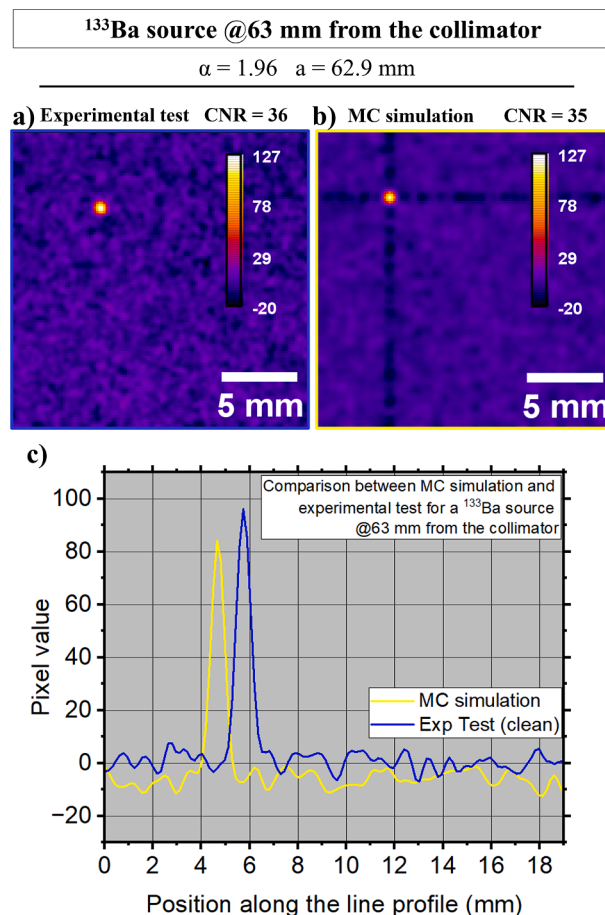 ¹³³Ba source @63 mm from the collimator
α = 1.96 a = 62.9 mm
a) Experimental test CNR = 36
b) MC simulation CNR = 35
127
78
29
-20
5 mm
127
78
29
-20
5 mm
c)
Comparison between MC simulation and
experimental test for a ¹³³Ba source
@63 mm from the collimator
Pixel value
100
80
60
40
20
0
−20
MC simulation
Exp Test (clean)
0 2 4 6 8 10 12 14 16 18
Position along the line profile (mm)